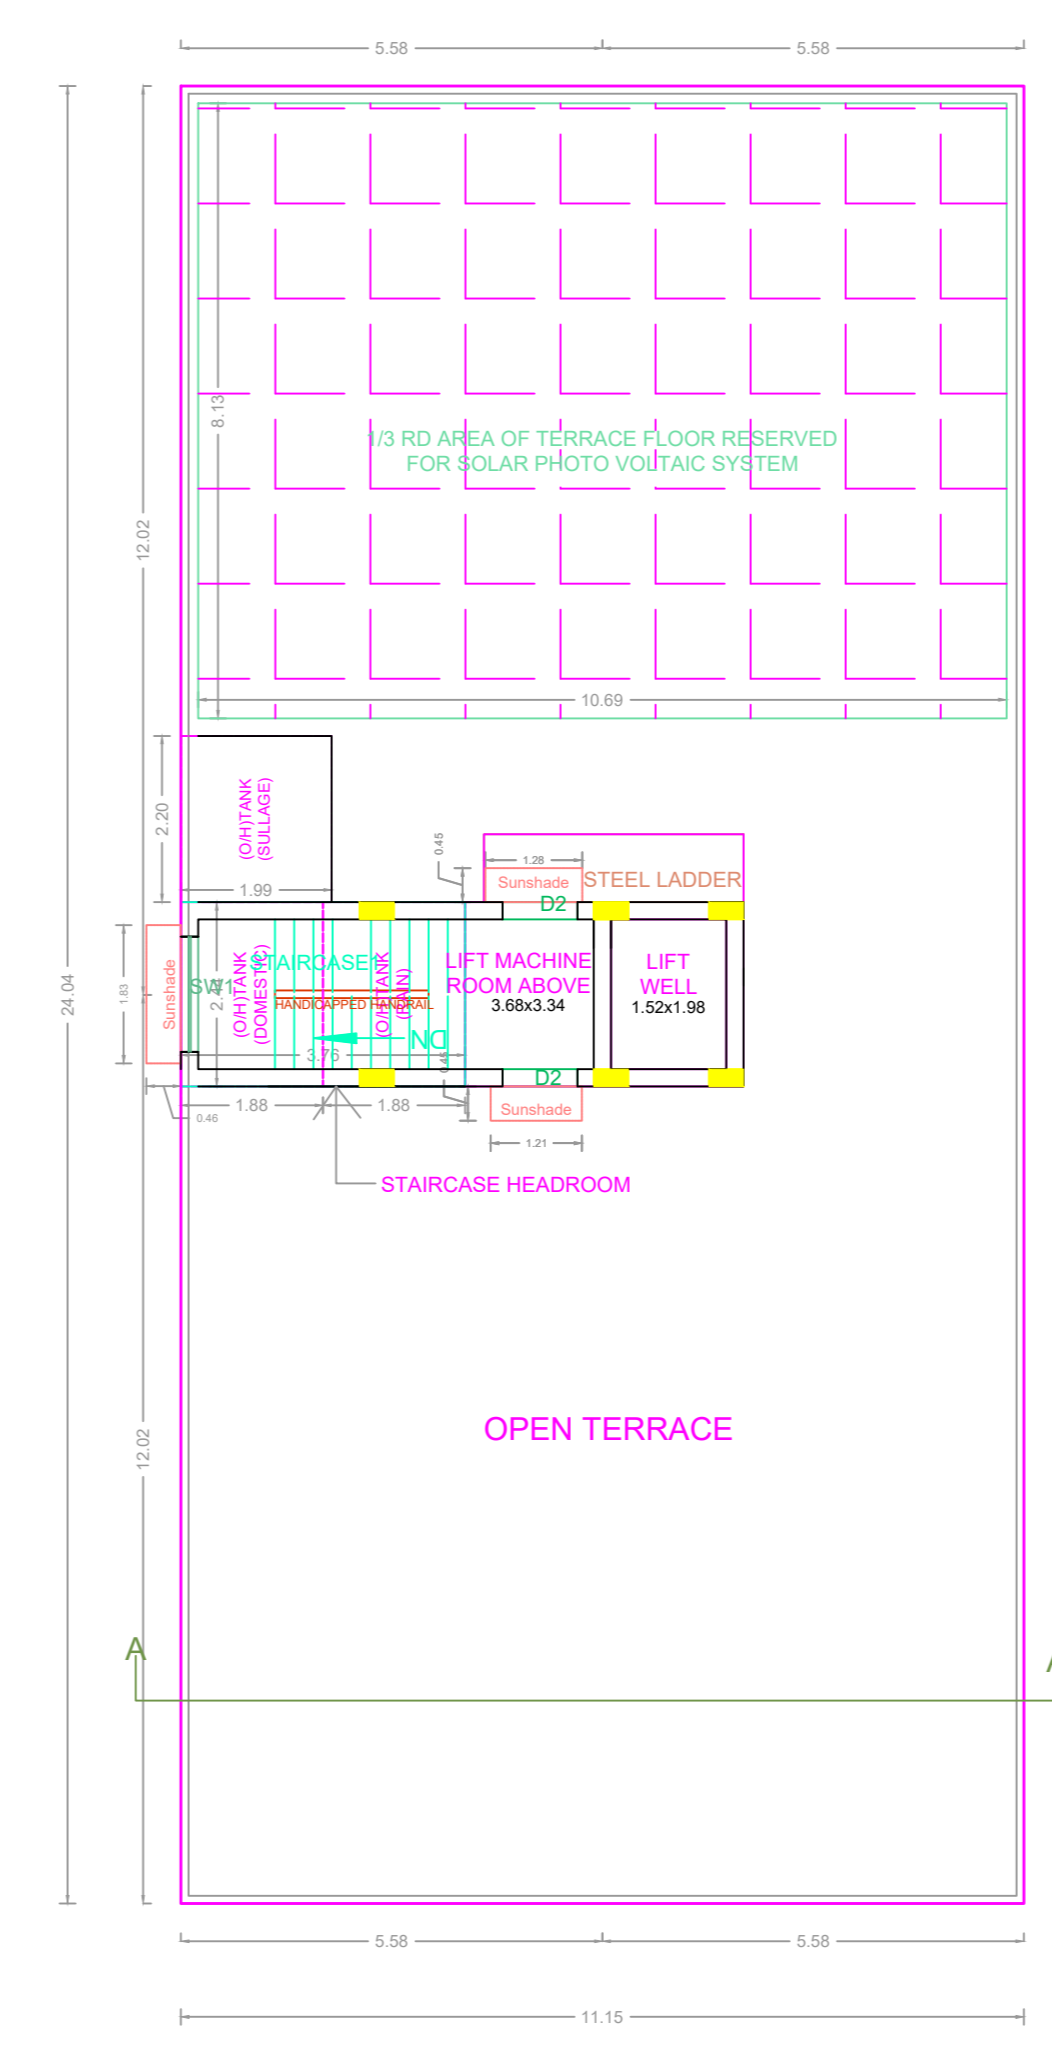 5.58
5.58
8.13
1/3 RD AREA OF TERRACE FLOOR RESERVED
FOR SOLAR PHOTO VOLTAIC SYSTEM
12.02
10.69
2.20
(O/H)TANK
(SULLAGE)
1.99
0.45
1.28
Sunshade
STEEL LADDER
D2
24.04
1.83
Sunshade
SW1
(O/H)TANK
(DOMESTIC)
STAIRCASE1
(O/H)TANK
(RAIN)
HANDICAPPED HANDRAIL
DN
3.76
LIFT MACHINE
ROOM ABOVE
3.68x3.34
LIFT
WELL
1.52x1.98
0.45
D2
Sunshade
1.88
1.88
0.46
1.21
STAIRCASE HEADROOM
12.02
OPEN TERRACE
A
5.58
5.58
11.15